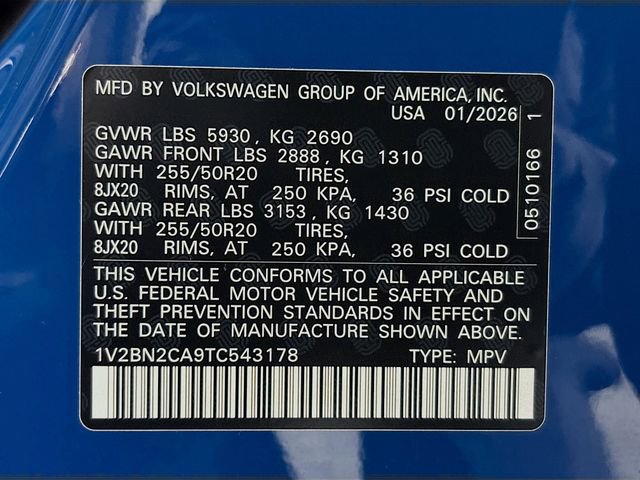 MFD BY VOLKSWAGEN GROUP OF AMERICA, INC.
USA 01/2026
GVWR LBS 5930, KG 2690
GAWR FRONT LBS 2888, KG 1310
WITH 255/50R20 TIRES,
8JX20 RIMS, AT 250 KPA, 36 PSI COLD
GAWR REAR LBS 3153, KG 1430
WITH 255/50R20 TIRES,
8JX20 RIMS, AT 250 KPA, 36 PSI COLD
THIS VEHICLE CONFORMS TO ALL APPLICABLE
U.S. FEDERAL MOTOR VEHICLE SAFETY AND
THEFT PREVENTION STANDARDS IN EFFECT ON
THE DATE OF MANUFACTURE SHOWN ABOVE.
1V2BN2CA9TC543178 TYPE: MPV
0510166 1